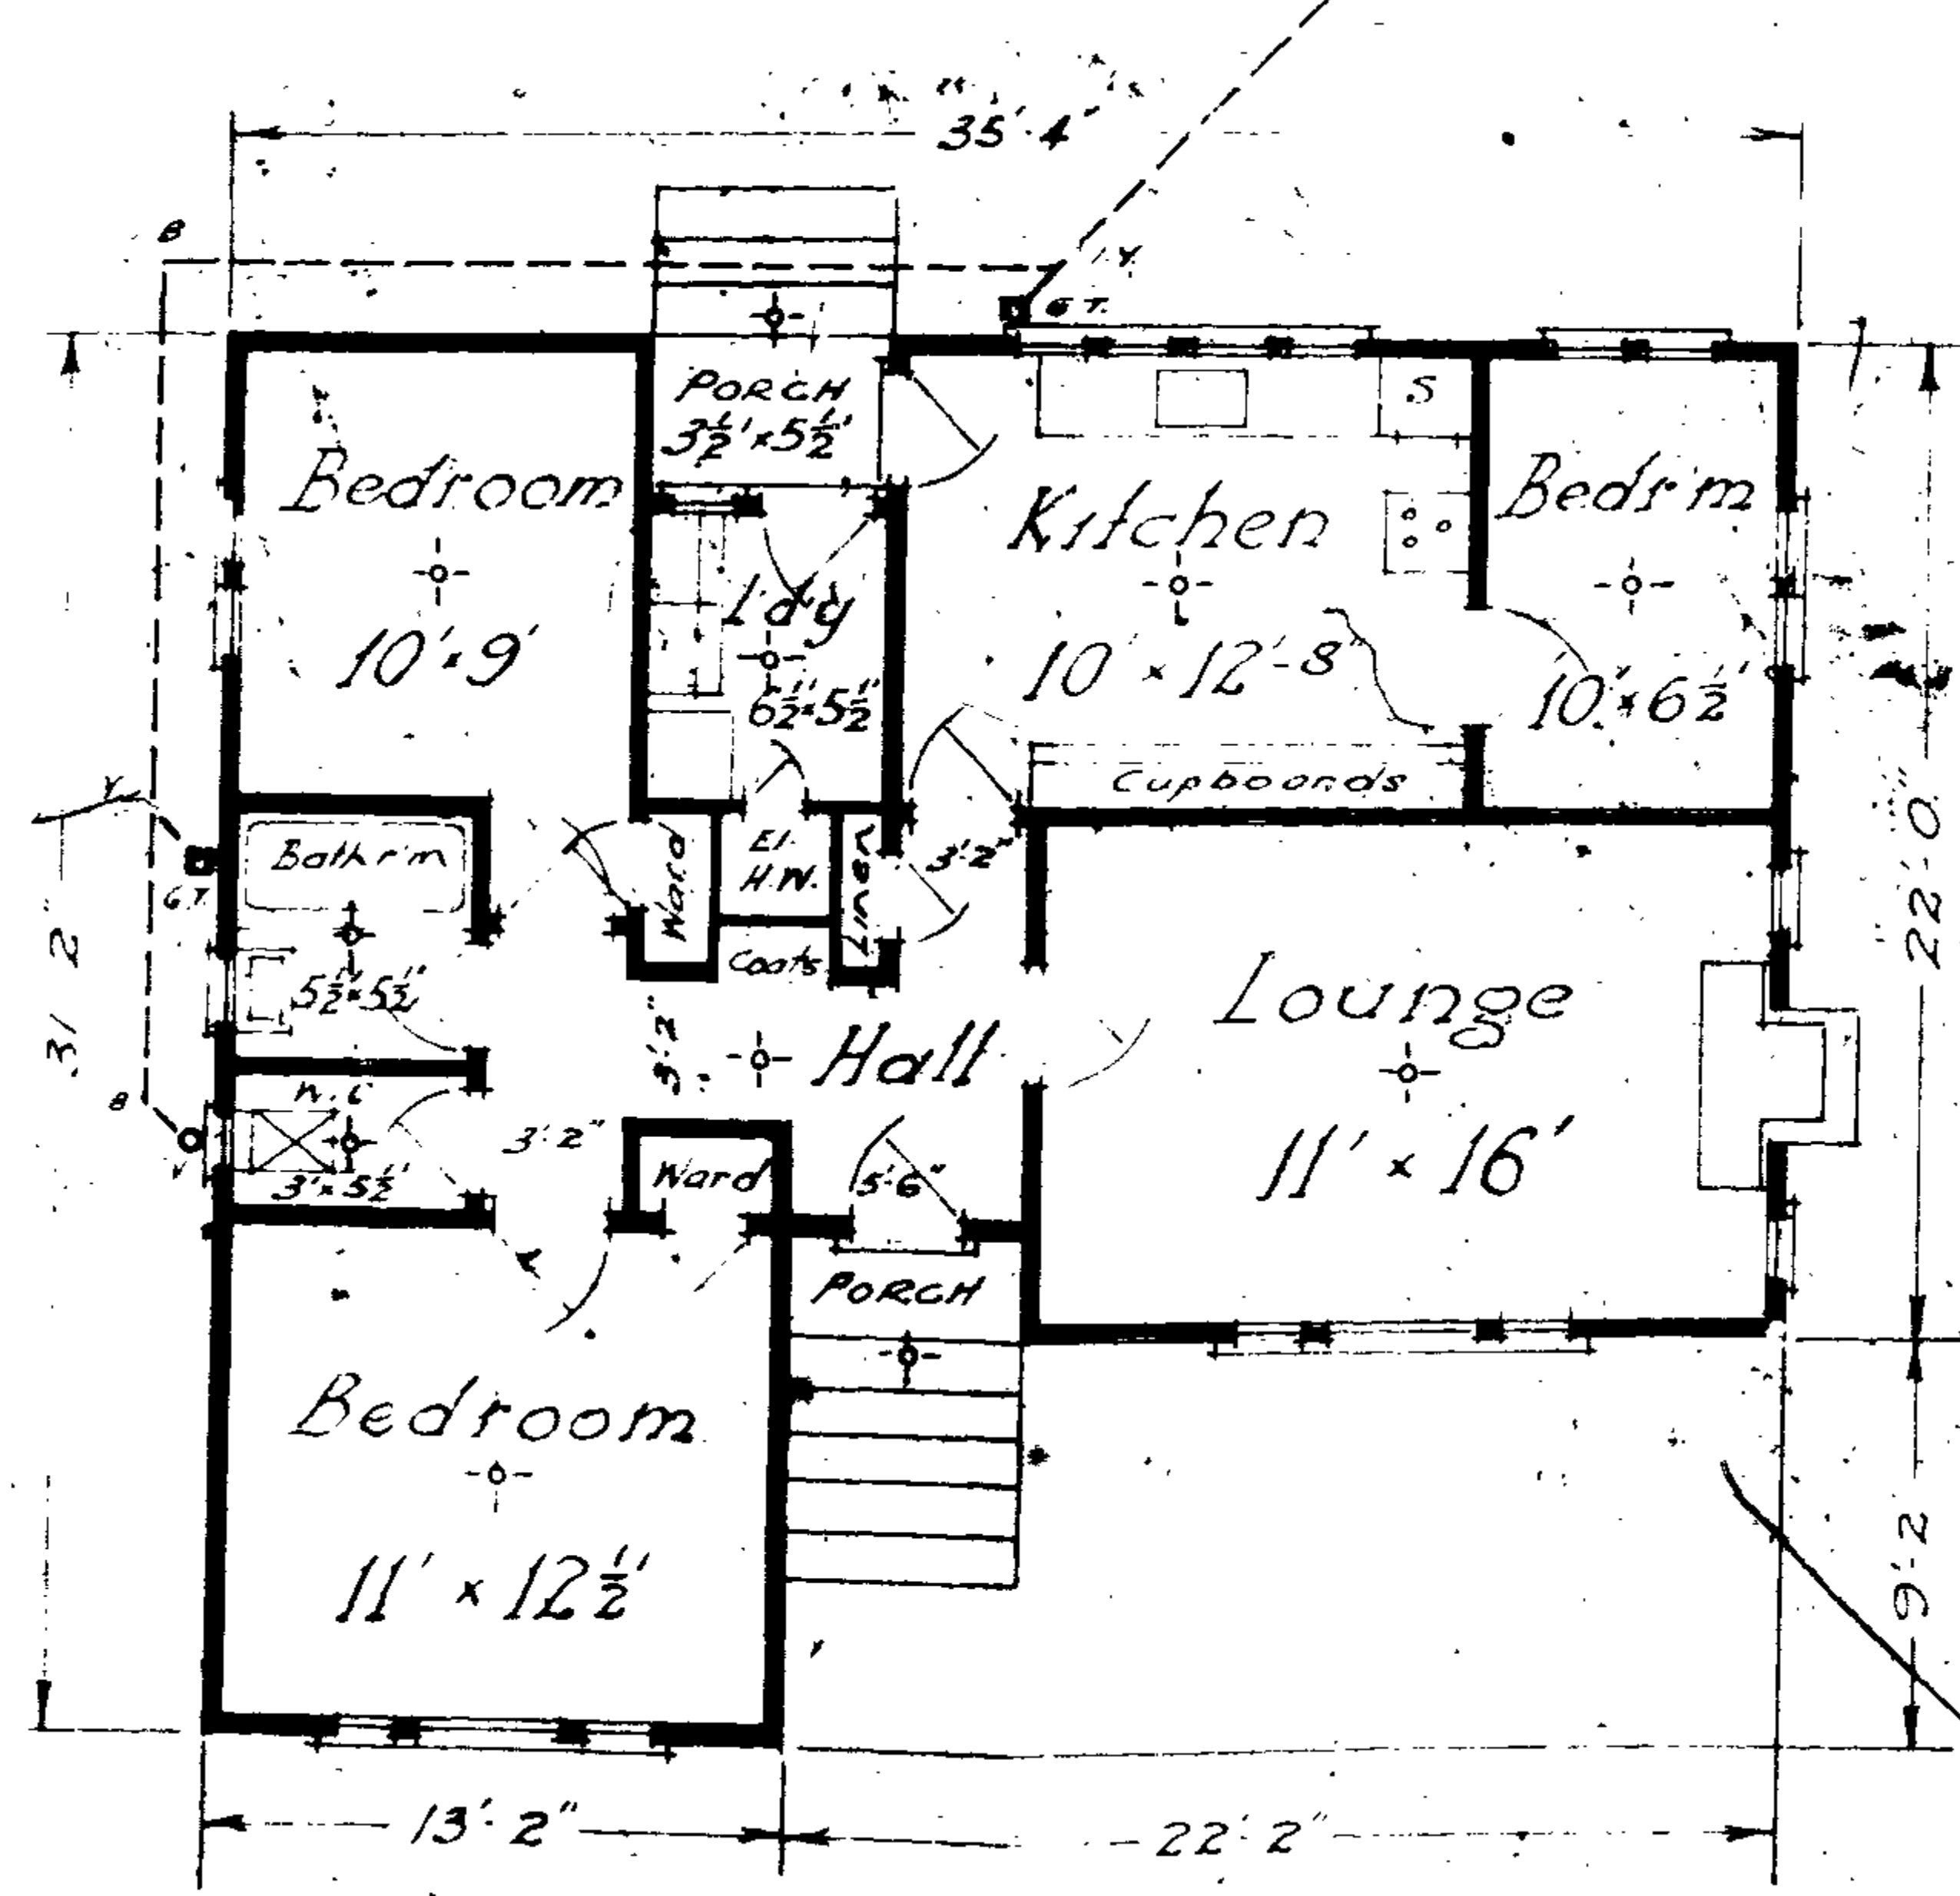 35'-4"
B
Y
G T.
PORCH
3½' × 5½'
S
Bedroom
Kitchen
Bedr'm
L'dy
10' × 9'
10' × 12'-8"
10' × 6½'
6½' × 5½'
Cupboards
Y
Bathr'm
Ward
El.
H.W.
Linen
3'-2"
G.T.
22'-0"
31' 2"
Coats
5½' × 5½'
Lounge
3'-2"
Hall
B
W.C
3'-2"
Ward
5'-6"
11' × 16'
V
3' × 5½'
PORCH
Bedroom
11' × 12½'
9'-2
13'-2"
22'-2"